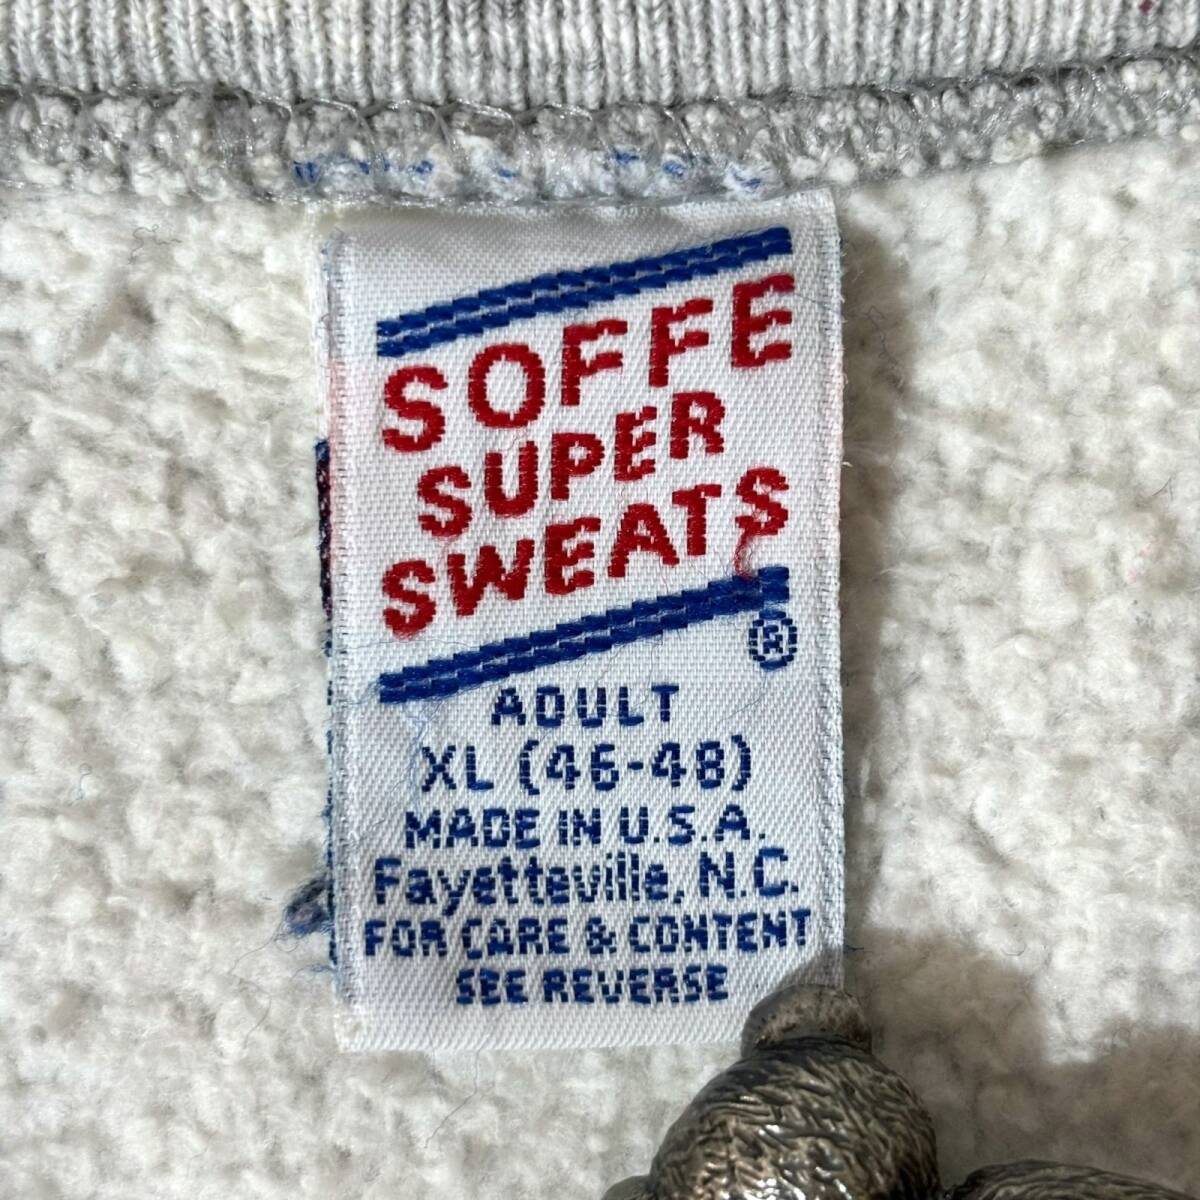 SOFFE
SUPER
SWEATS
®
ADULT
XL (46-48)
MADE IN U.S.A.
Fayetteville, N.C.
FOR CARE & CONTENT
SEE REVERSE